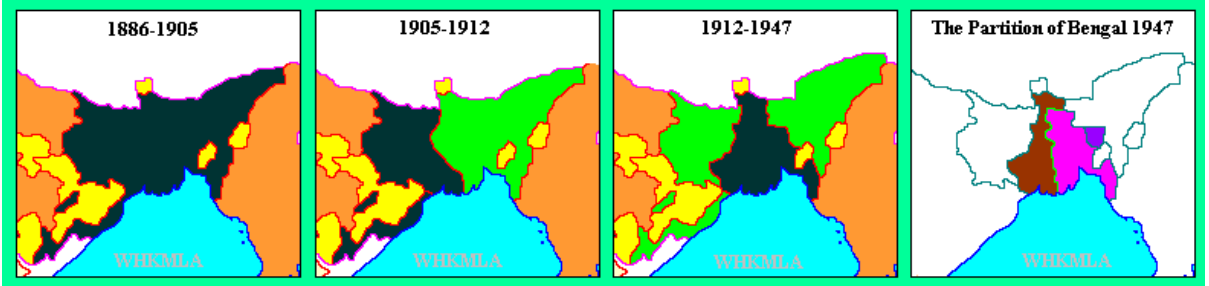 1886-1905
1905-1912
1912-1947
The Partition of Bengal 1947
WHKMLA
WHKMLA
WHKMLA
WHKMLA